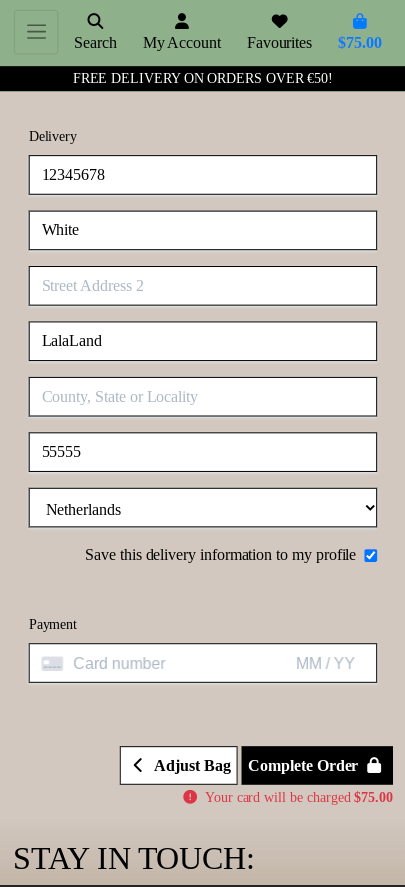 Search My Account Favourites $75.00
FREE DELIVERY ON ORDERS OVER €50!
Delivery
12345678
White
Street Address 2
LalaLand
County, State or Locality
55555
Netherlands
Save this delivery information to my profile
Payment
Card number MM / YY
Adjust Bag Complete Order
Your card will be charged $75.00
STAY IN TOUCH: